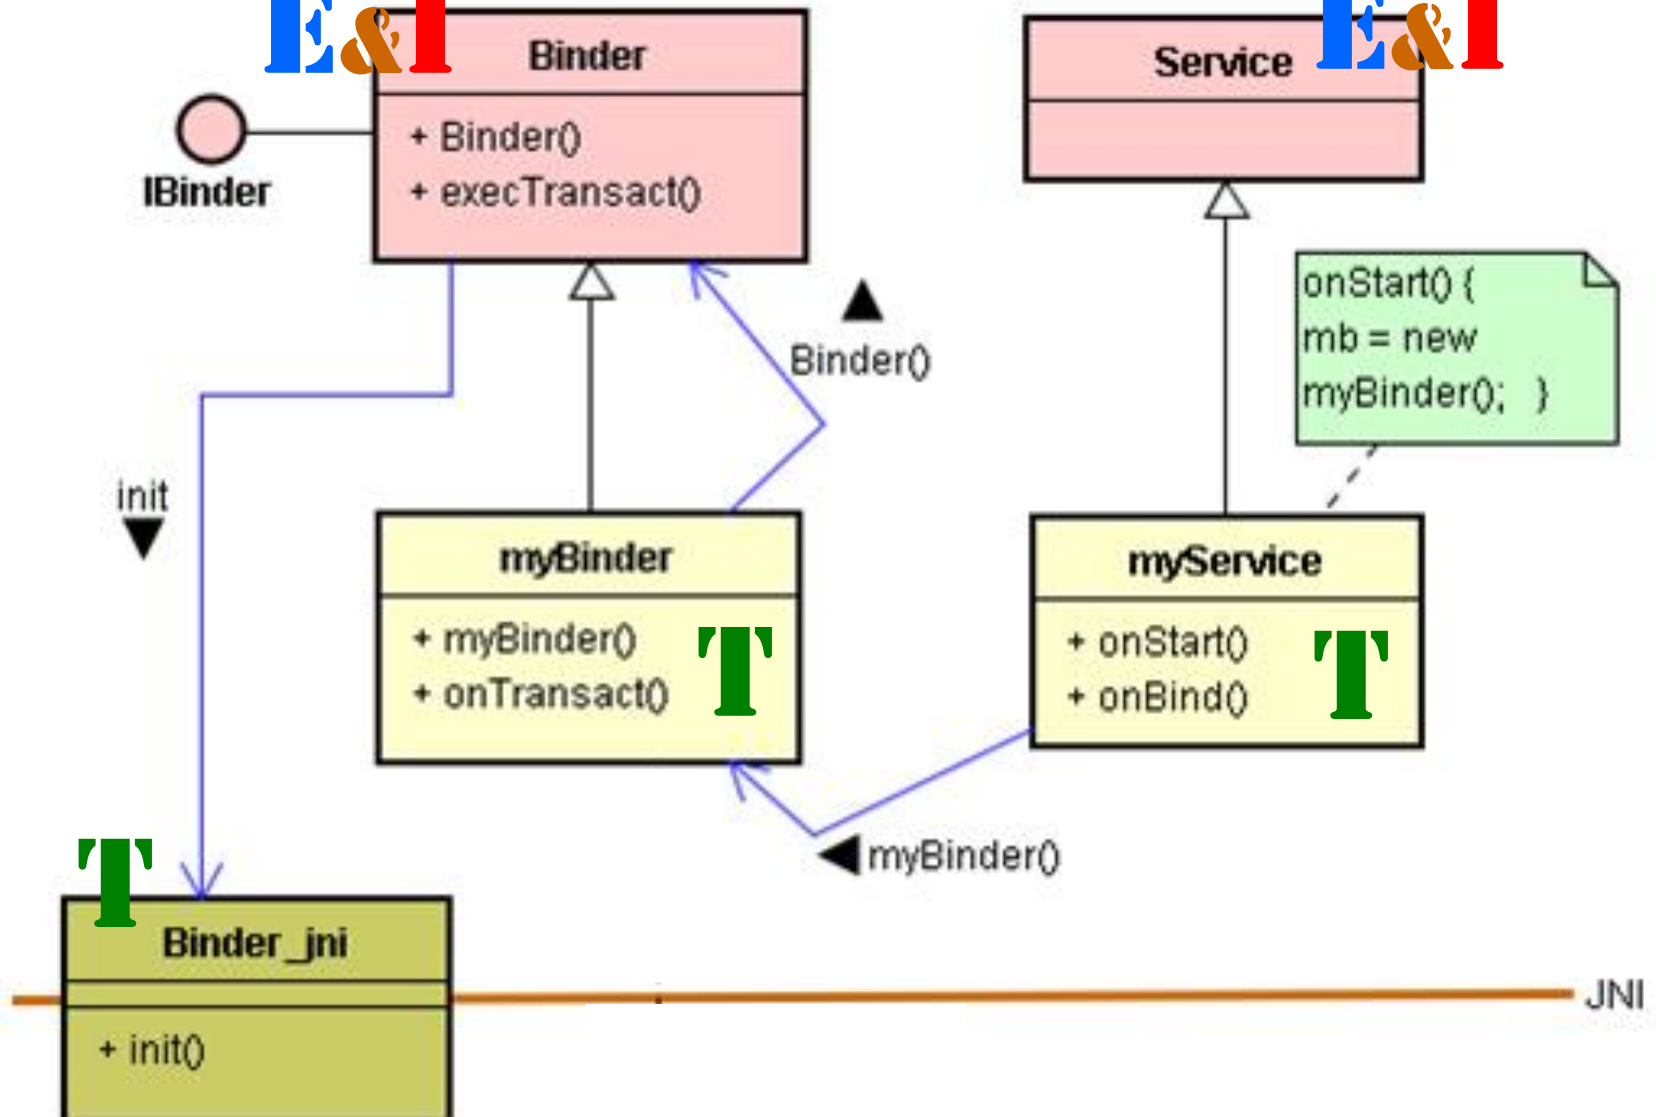 E&I
Binder
+ Binder()
+ execTransact()
IBinder
E&I
Service
onStart() {
mb = new
myBinder(); }
Binder()
init
myBinder
+ myBinder()
+ onTransact()
T
myService
+ onStart()
+ onBind()
T
myBinder()
T
Binder_jni
+ init()
JNI